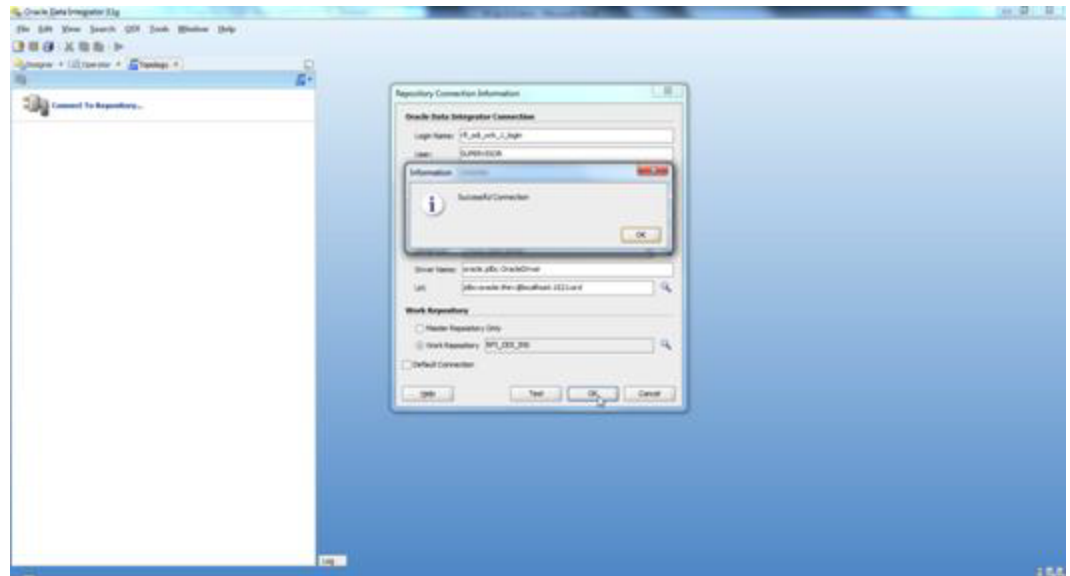 Oracle Data Integrator 11g
File Edit View Search ODI Tools Window Help
Designer Operator Topology
Connect To Repository...
Repository Connection Information
Oracle Data Integrator Connection
Login Name:
User: SUPERVISOR
Information
Successful Connection
OK
Driver Name: oracle.jdbc.OracleDriver
Url:
Work Repository
Master Repository Only
Work Repository
Default Connection
Help Test OK Cancel
Log